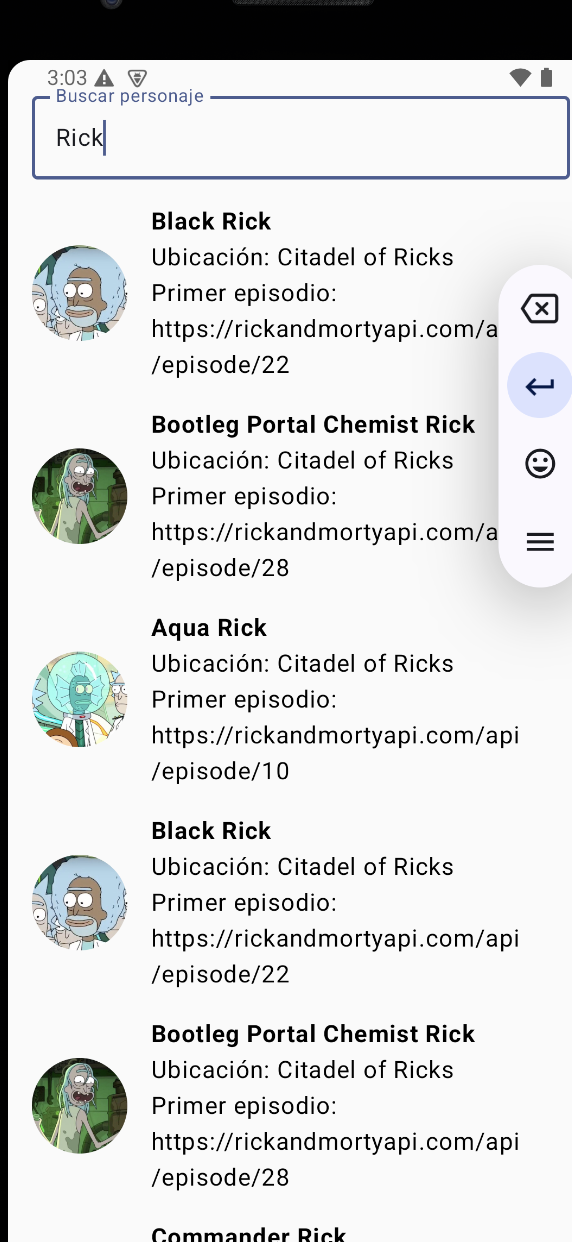 3:03
Buscar personaje
Rick
Black Rick
Ubicación: Citadel of Ricks
Primer episodio:
https://rickandmortyapi.com/a
/episode/22
Bootleg Portal Chemist Rick
Ubicación: Citadel of Ricks
Primer episodio:
https://rickandmortyapi.com/a
/episode/28
Aqua Rick
Ubicación: Citadel of Ricks
Primer episodio:
https://rickandmortyapi.com/api
/episode/10
Black Rick
Ubicación: Citadel of Ricks
Primer episodio:
https://rickandmortyapi.com/api
/episode/22
Bootleg Portal Chemist Rick
Ubicación: Citadel of Ricks
Primer episodio:
https://rickandmortyapi.com/api
/episode/28
Commander Rick